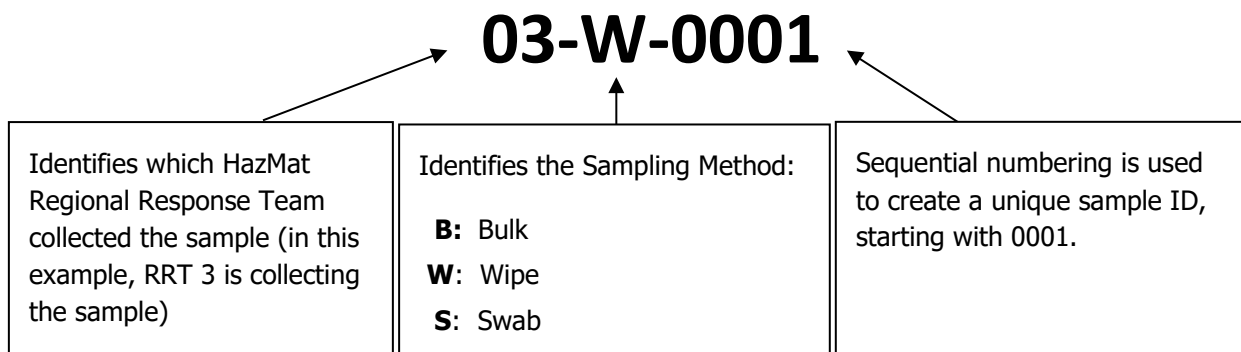 03-W-0001
Identifies which HazMat
Regional Response Team
collected the sample (in this
example, RRT 3 is collecting
the sample)
Identifies the Sampling Method:
B: Bulk
W: Wipe
S: Swab
Sequential numbering is used
to create a unique sample ID,
starting with 0001.